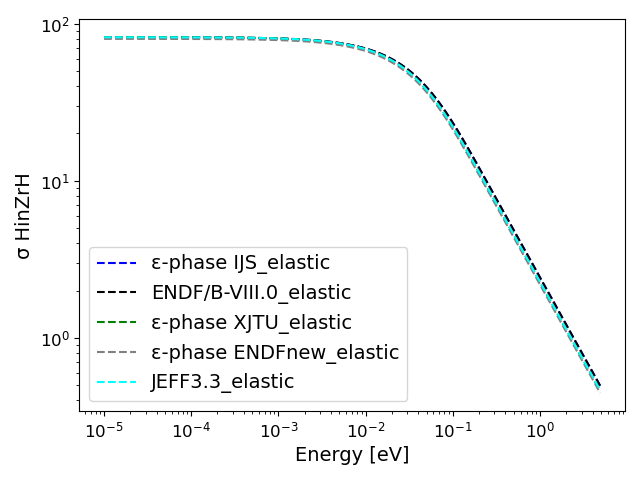 10²
10¹
10⁰
σ HinZrH
ε-phase IJS_elastic
ENDF/B-VIII.0_elastic
ε-phase XJTU_elastic
ε-phase ENDFnew_elastic
JEFF3.3_elastic
10⁻⁵ 10⁻⁴ 10⁻³ 10⁻² 10⁻¹ 10⁰
Energy [eV]